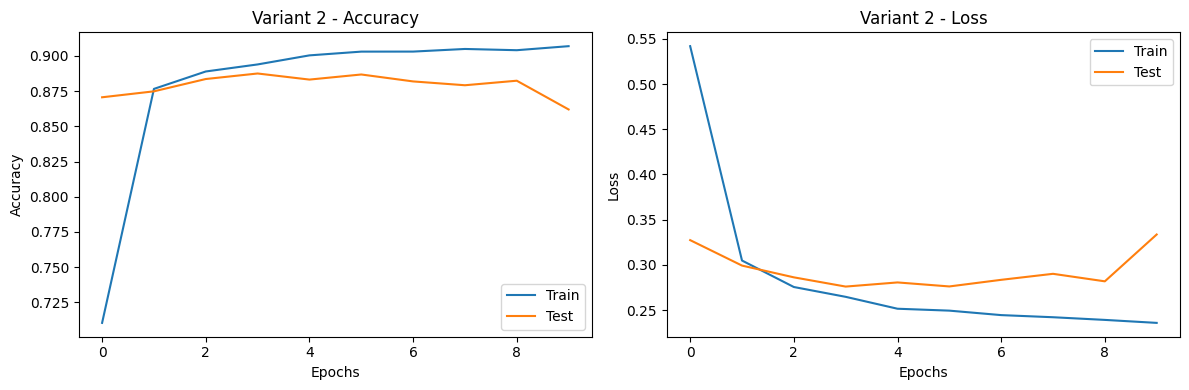 Variant 2 - Accuracy
Accuracy
0.900
0.875
0.850
0.825
0.800
0.775
0.750
0.725
0 2 4 6 8
Epochs
Train
Test
Variant 2 - Loss
Loss
0.55
0.50
0.45
0.40
0.35
0.30
0.25
0 2 4 6 8
Epochs
Train
Test